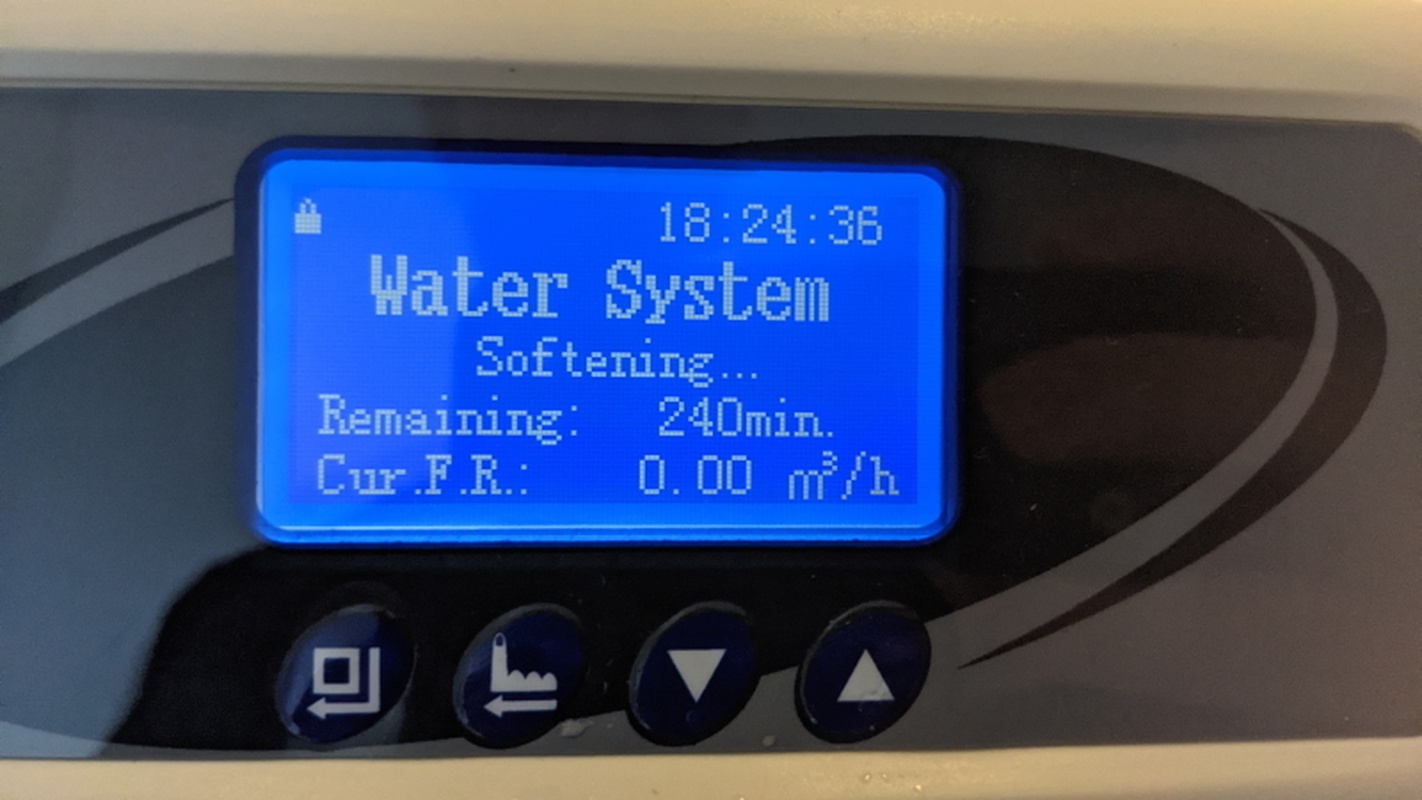 18:24:36
Water System
Softening...
Remaining: 240min.
Cur.F.R.: 0.00 m³/h